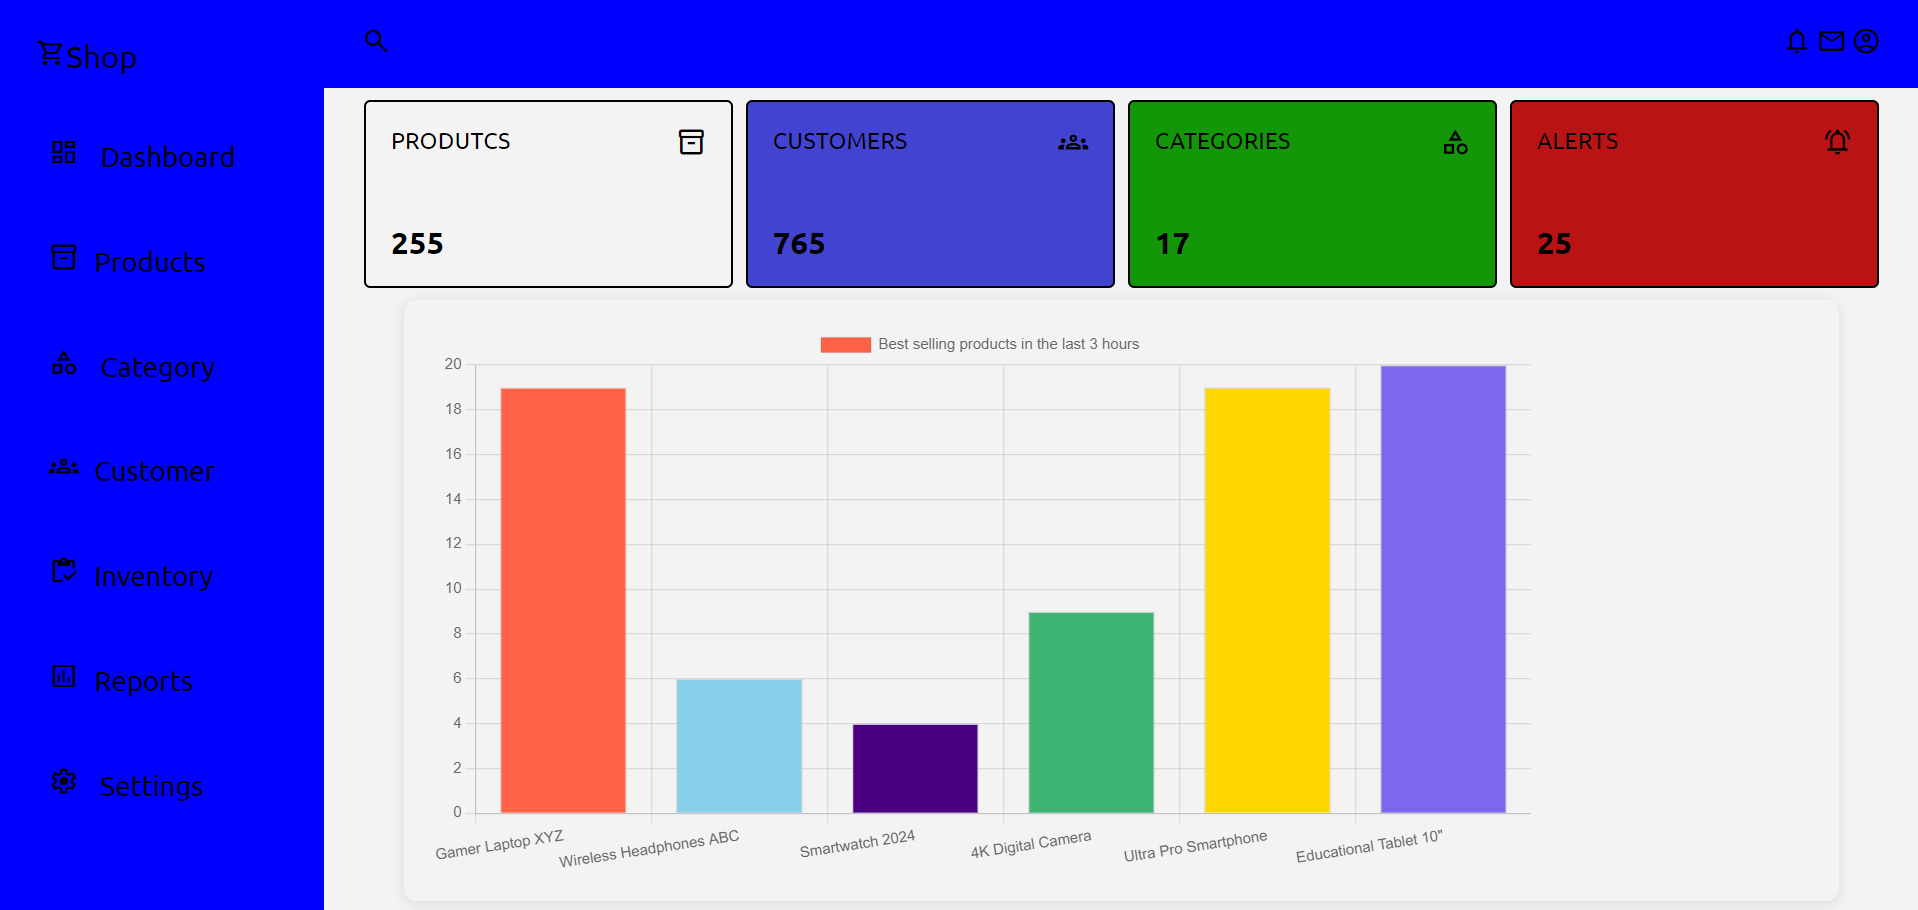 Shop
Dashboard
Products
Category
Customer
Inventory
Reports
Settings
PRODUTCS
255
CUSTOMERS
765
CATEGORIES
17
ALERTS
25
Best selling products in the last 3 hours
20
18
16
14
12
10
8
6
4
2
0
Gamer Laptop XYZ
Wireless Headphones ABC
Smartwatch 2024
4K Digital Camera
Ultra Pro Smartphone
Educational Tablet 10"